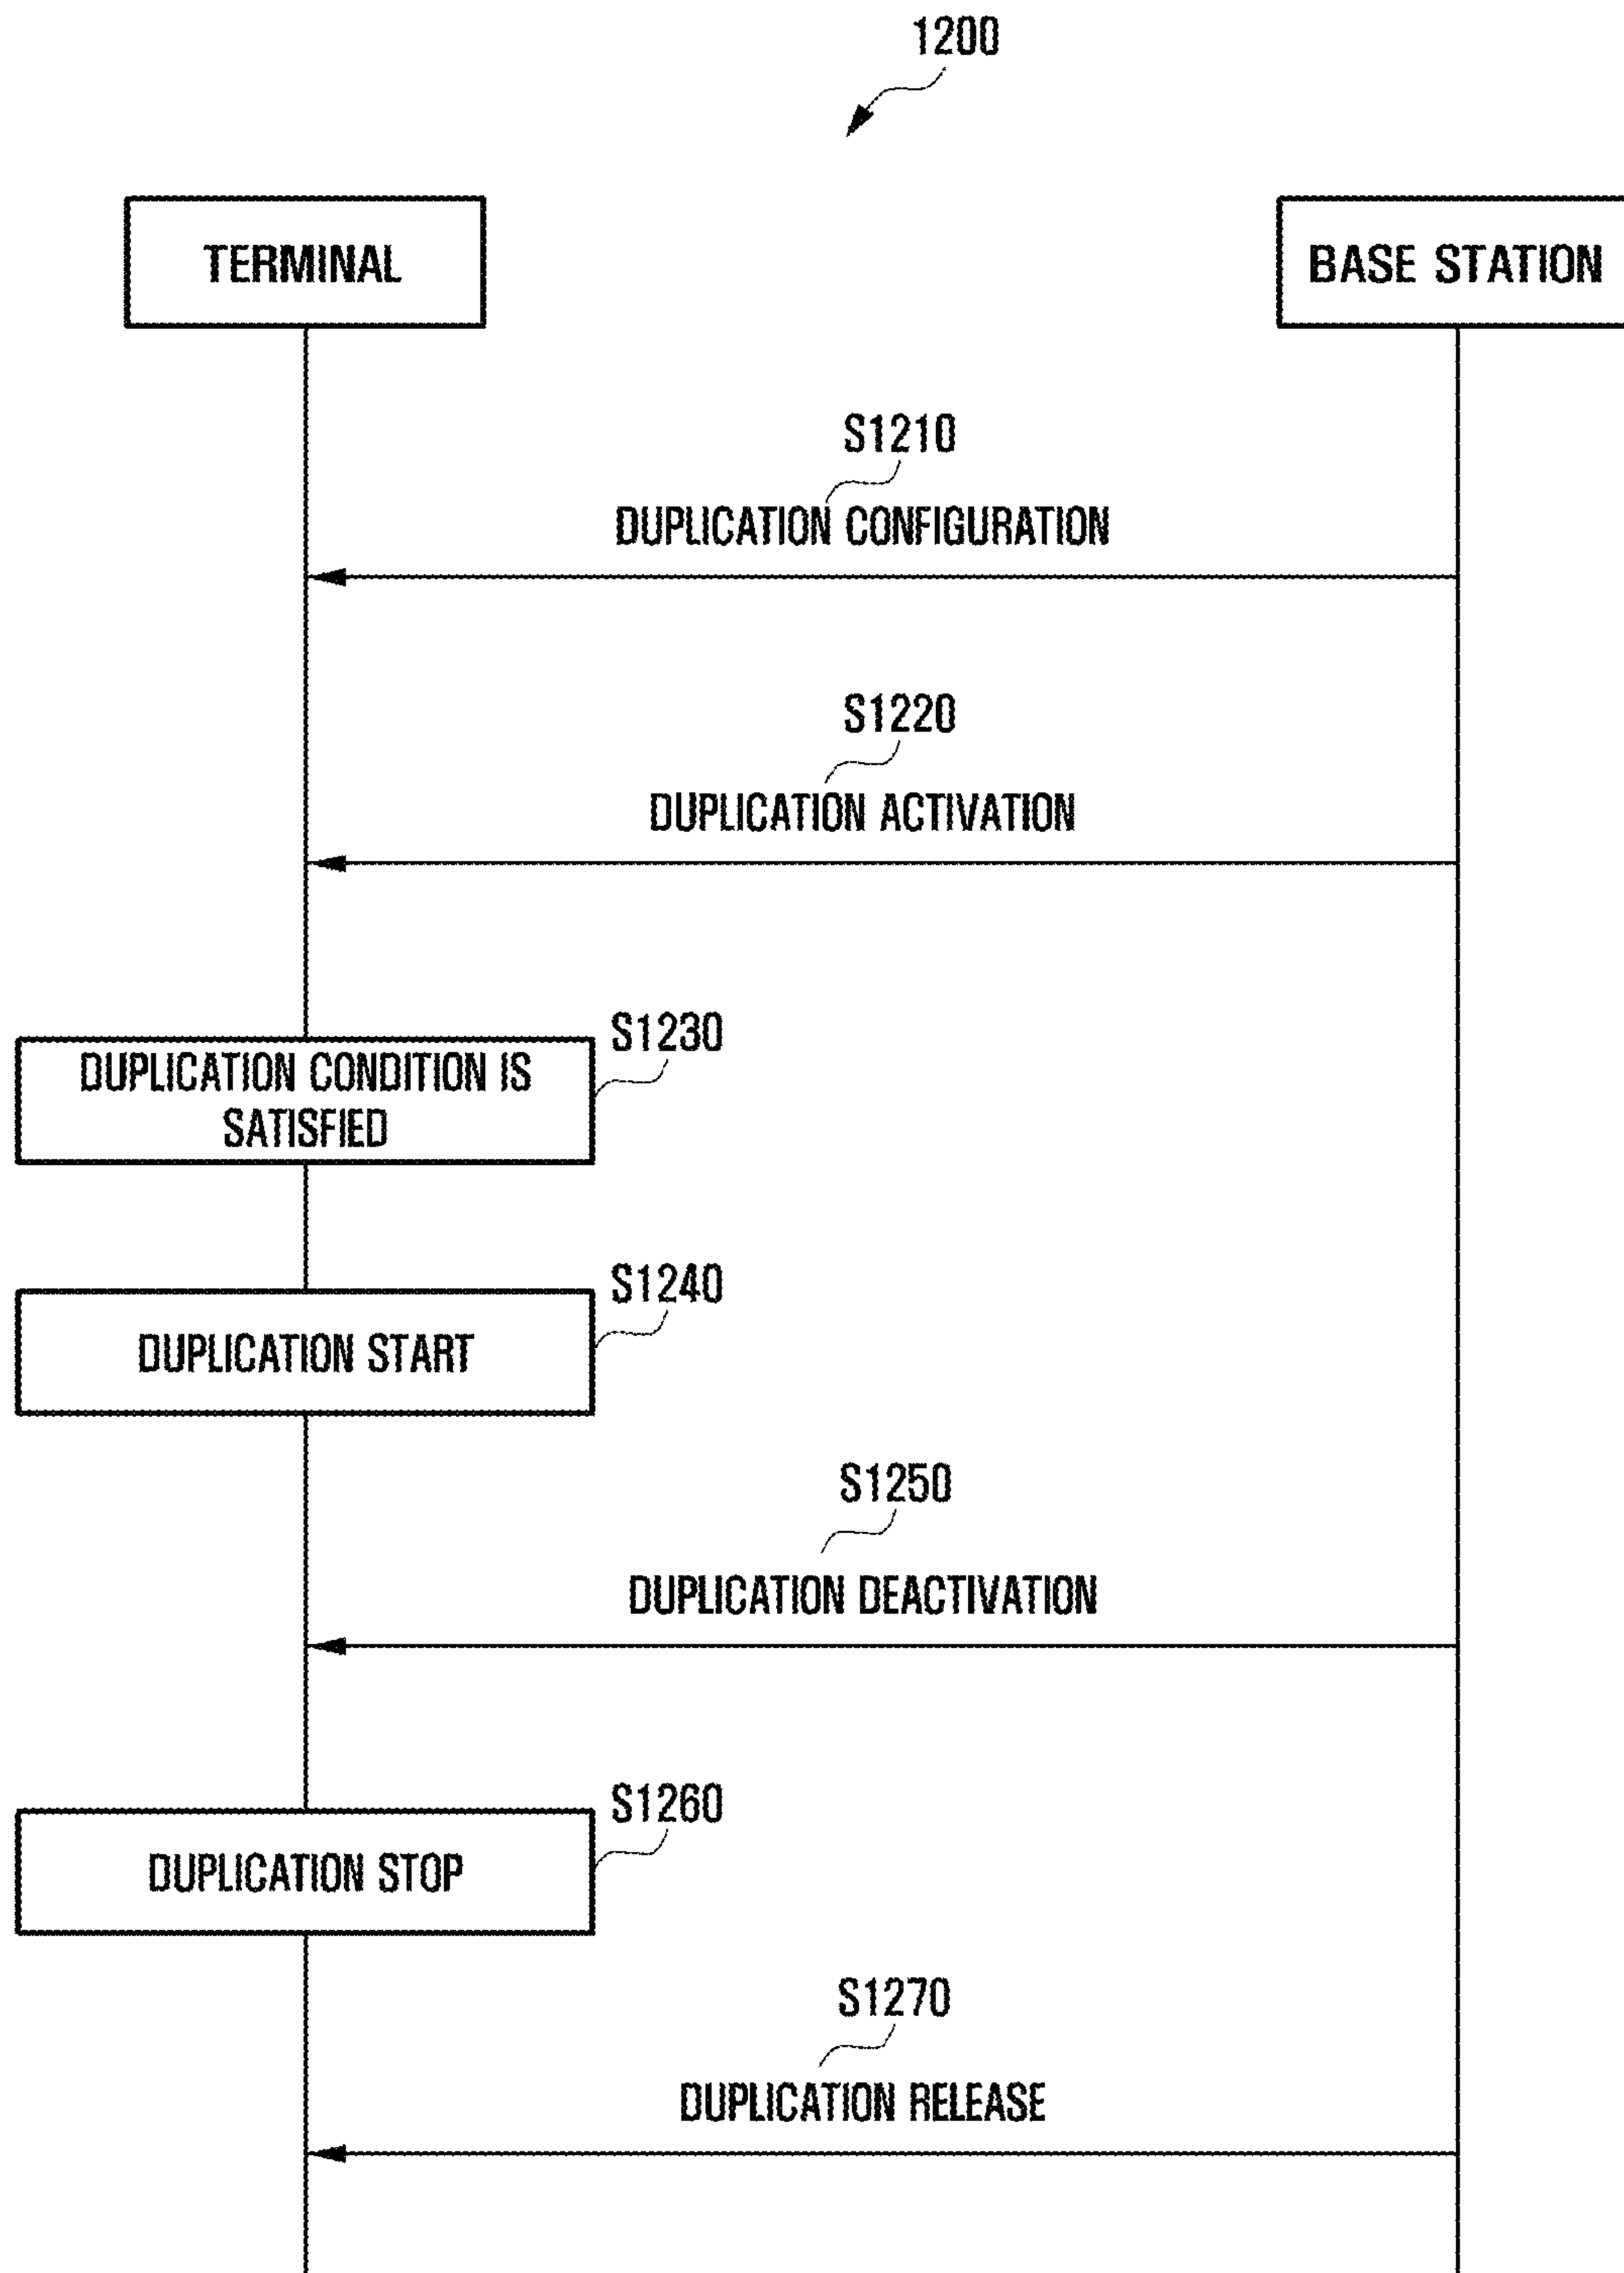 1200
TERMINAL
BASE STATION
S1210
DUPLICATION CONFIGURATION
S1220
DUPLICATION ACTIVATION
S1230
DUPLICATION CONDITION IS
SATISFIED
S1240
DUPLICATION START
S1250
DUPLICATION DEACTIVATION
S1260
DUPLICATION STOP
S1270
DUPLICATION RELEASE